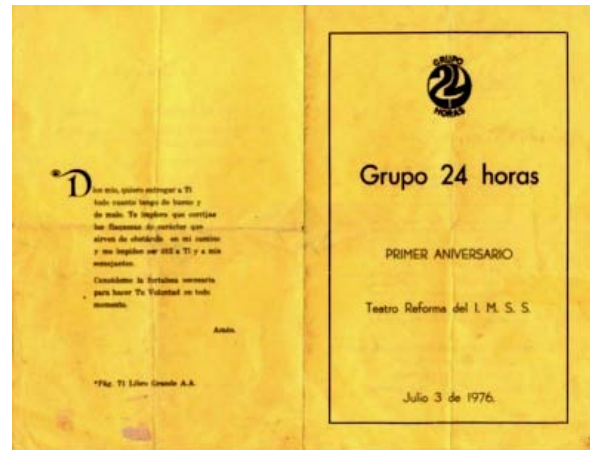 Dios mío, quiero entregar a Ti
todo cuanto tengo de bueno y
de malo. Te imploro que corrijas
las flaquezas de carácter que
sirven de obstáculo en mi camino
y me impiden ser útil a Ti y a mis
semejantes.
Concédeme la fortaleza necesaria
para hacer Tu Voluntad en todo
momento.
Amén.
*Pág. 71 Libro Grande A.A.
GRUPO
24
HORAS
Grupo 24 horas
PRIMER ANIVERSARIO
Teatro Reforma del I. M. S. S.
Julio 3 de 1976.